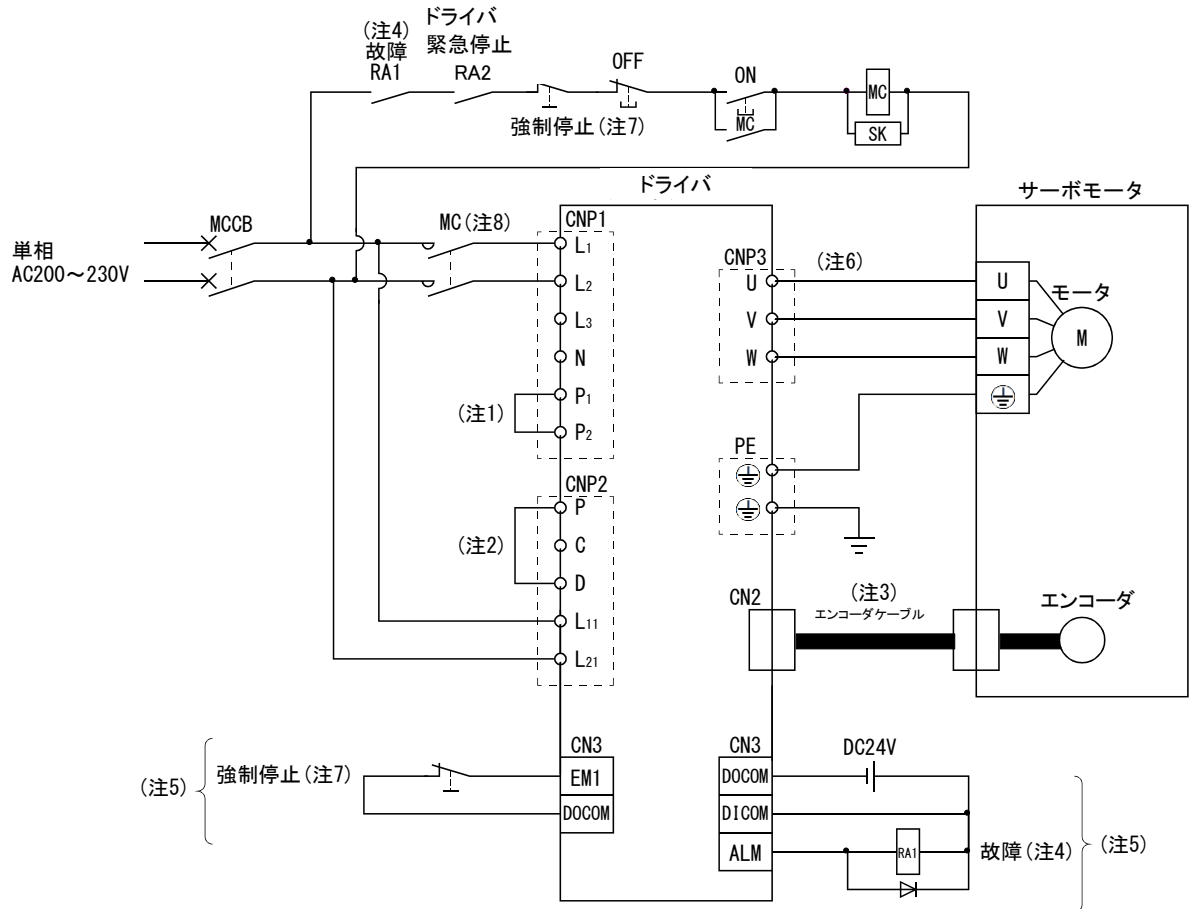 (注4)
故障
RA1
ドライバ
緊急停止
RA2
OFF
強制停止(注7)
ON
MC
MC
SK
ドライバ
サーボモータ
単相
AC200～230V
MCCB
MC(注8)
CNP1
L1
L2
L3
N
P1
P2
(注1)
CNP2
P
C
D
L11
L21
(注2)
CNP3
U
V
W
(注6)
U
V
W
モータ
M
PE
CN2
(注3)
エンコーダケーブル
エンコーダ
(注5)
強制停止(注7)
CN3
EM1
DOCOM
CN3
DOCOM
DICOM
ALM
DC24V
RA1
故障(注4)
(注5)